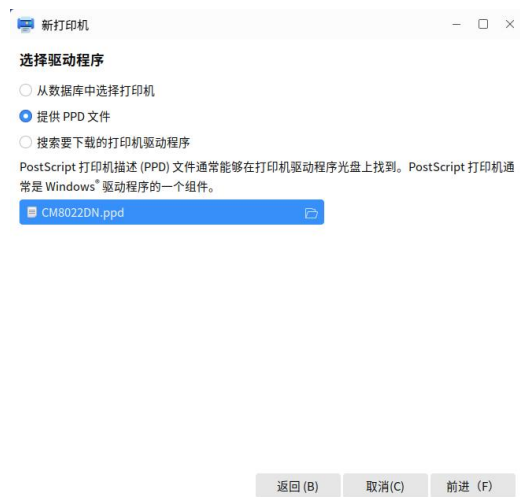 新打印机
选择驱动程序
从数据库中选择打印机
提供 PPD 文件
搜索要下载的打印机驱动程序
PostScript 打印机描述 (PPD) 文件通常能够在打印机驱动程序光盘上找到。PostScript 打印机通
常是 Windows® 驱动程序的一个组件。
CM8022DN.ppd
返回 (B) 取消(C) 前进（F）